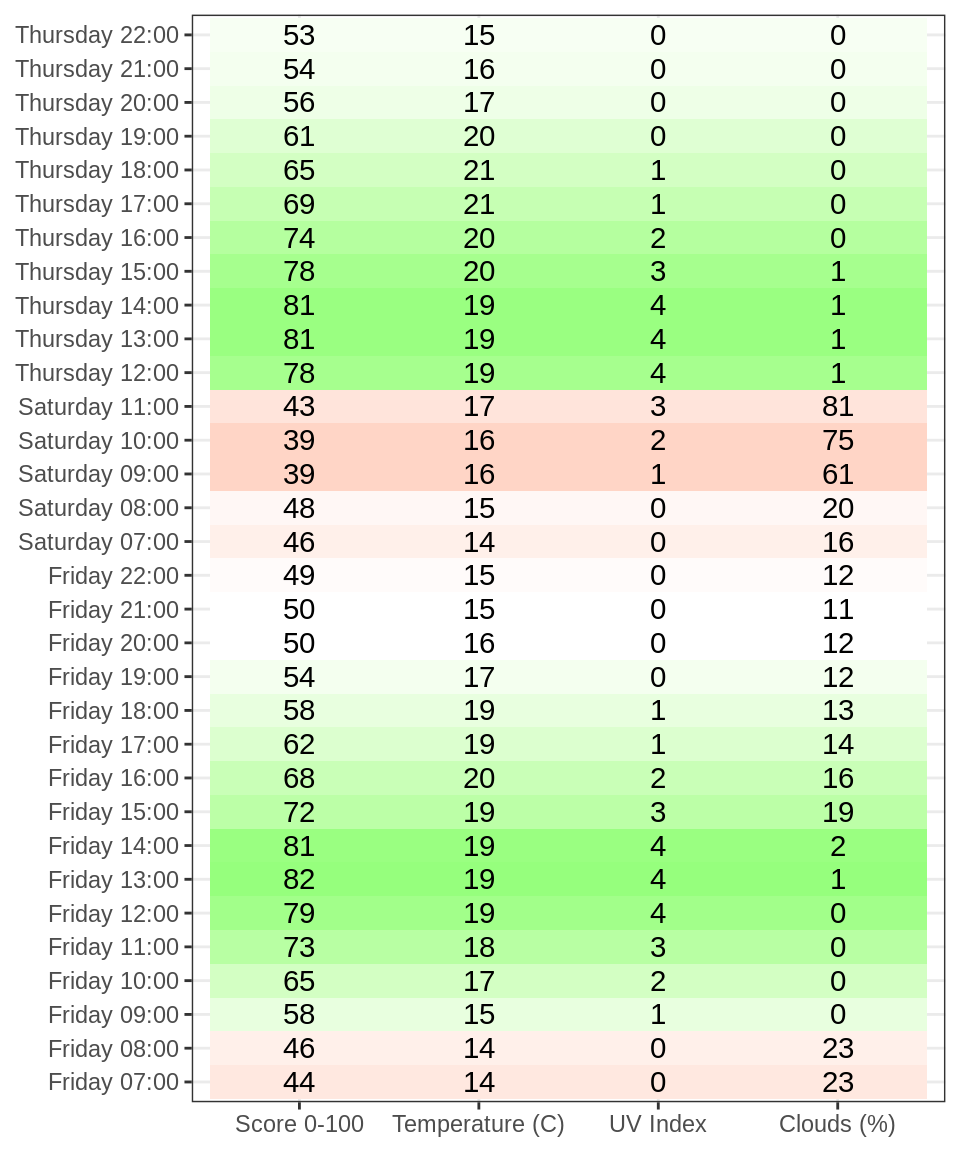 Thursday 22:00 53 15 0 0
Thursday 21:00 54 16 0 0
Thursday 20:00 56 17 0 0
Thursday 19:00 61 20 0 0
Thursday 18:00 65 21 1 0
Thursday 17:00 69 21 1 0
Thursday 16:00 74 20 2 0
Thursday 15:00 78 20 3 1
Thursday 14:00 81 19 4 1
Thursday 13:00 81 19 4 1
Thursday 12:00 78 19 4 1
Saturday 11:00 43 17 3 81
Saturday 10:00 39 16 2 75
Saturday 09:00 39 16 1 61
Saturday 08:00 48 15 0 20
Saturday 07:00 46 14 0 16
Friday 22:00 49 15 0 12
Friday 21:00 50 15 0 11
Friday 20:00 50 16 0 12
Friday 19:00 54 17 0 12
Friday 18:00 58 19 1 13
Friday 17:00 62 19 1 14
Friday 16:00 68 20 2 16
Friday 15:00 72 19 3 19
Friday 14:00 81 19 4 2
Friday 13:00 82 19 4 1
Friday 12:00 79 19 4 0
Friday 11:00 73 18 3 0
Friday 10:00 65 17 2 0
Friday 09:00 58 15 1 0
Friday 08:00 46 14 0 23
Friday 07:00 44 14 0 23
Score 0-100 Temperature (C) UV Index Clouds (%)